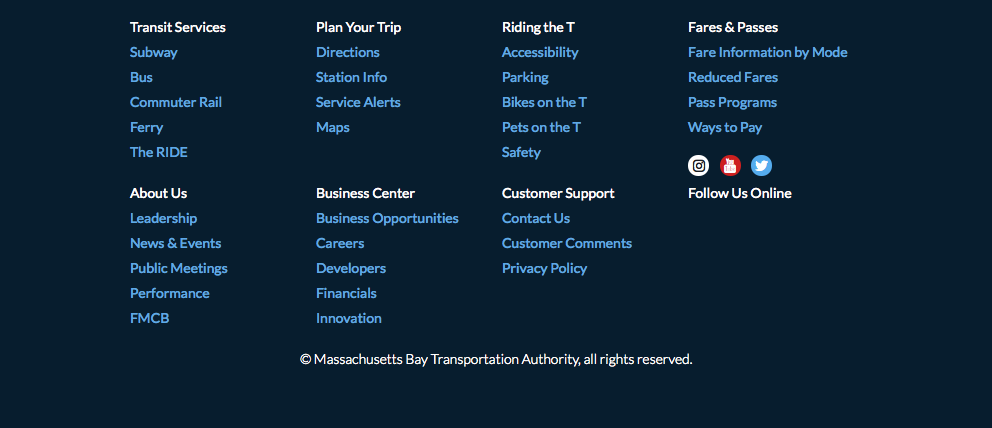 Transit Services
Subway
Bus
Commuter Rail
Ferry
The RIDE
Plan Your Trip
Directions
Station Info
Service Alerts
Maps
Riding the T
Accessibility
Parking
Bikes on the T
Pets on the T
Safety
Fares & Passes
Fare Information by Mode
Reduced Fares
Pass Programs
Ways to Pay
About Us
Leadership
News & Events
Public Meetings
Performance
FMCB
Business Center
Business Opportunities
Careers
Developers
Financials
Innovation
Customer Support
Contact Us
Customer Comments
Privacy Policy
Follow Us Online
© Massachusetts Bay Transportation Authority, all rights reserved.